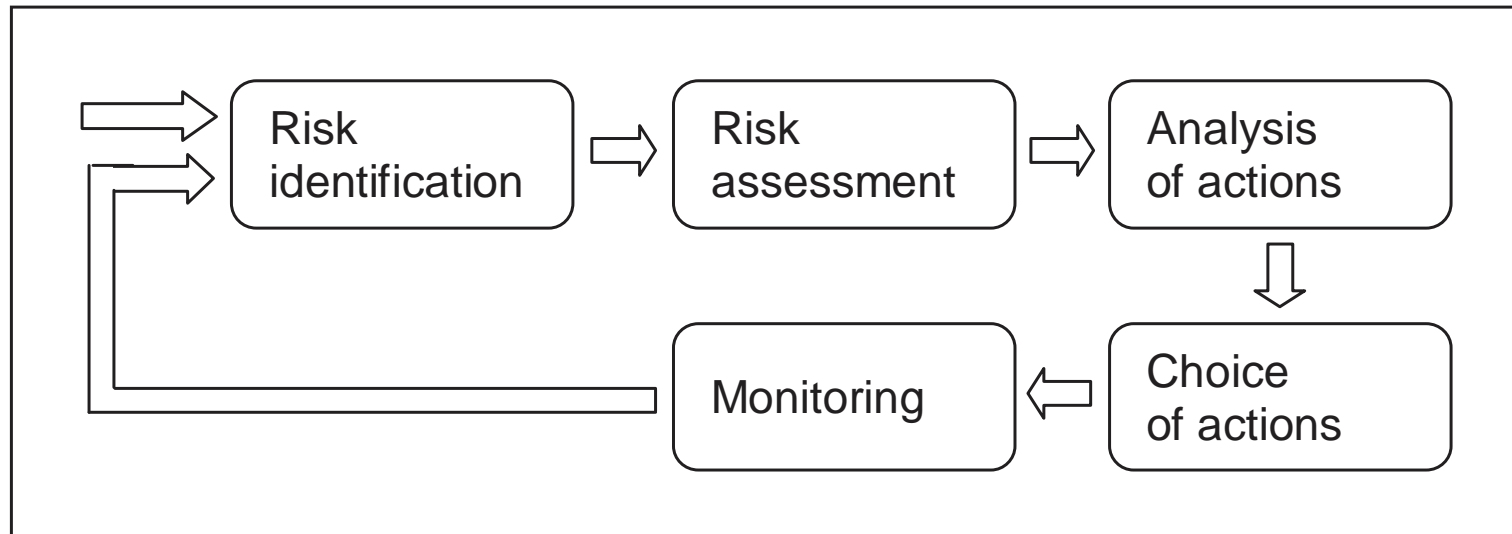 Risk
identification
Risk
assessment
Analysis
of actions
Choice
of actions
Monitoring